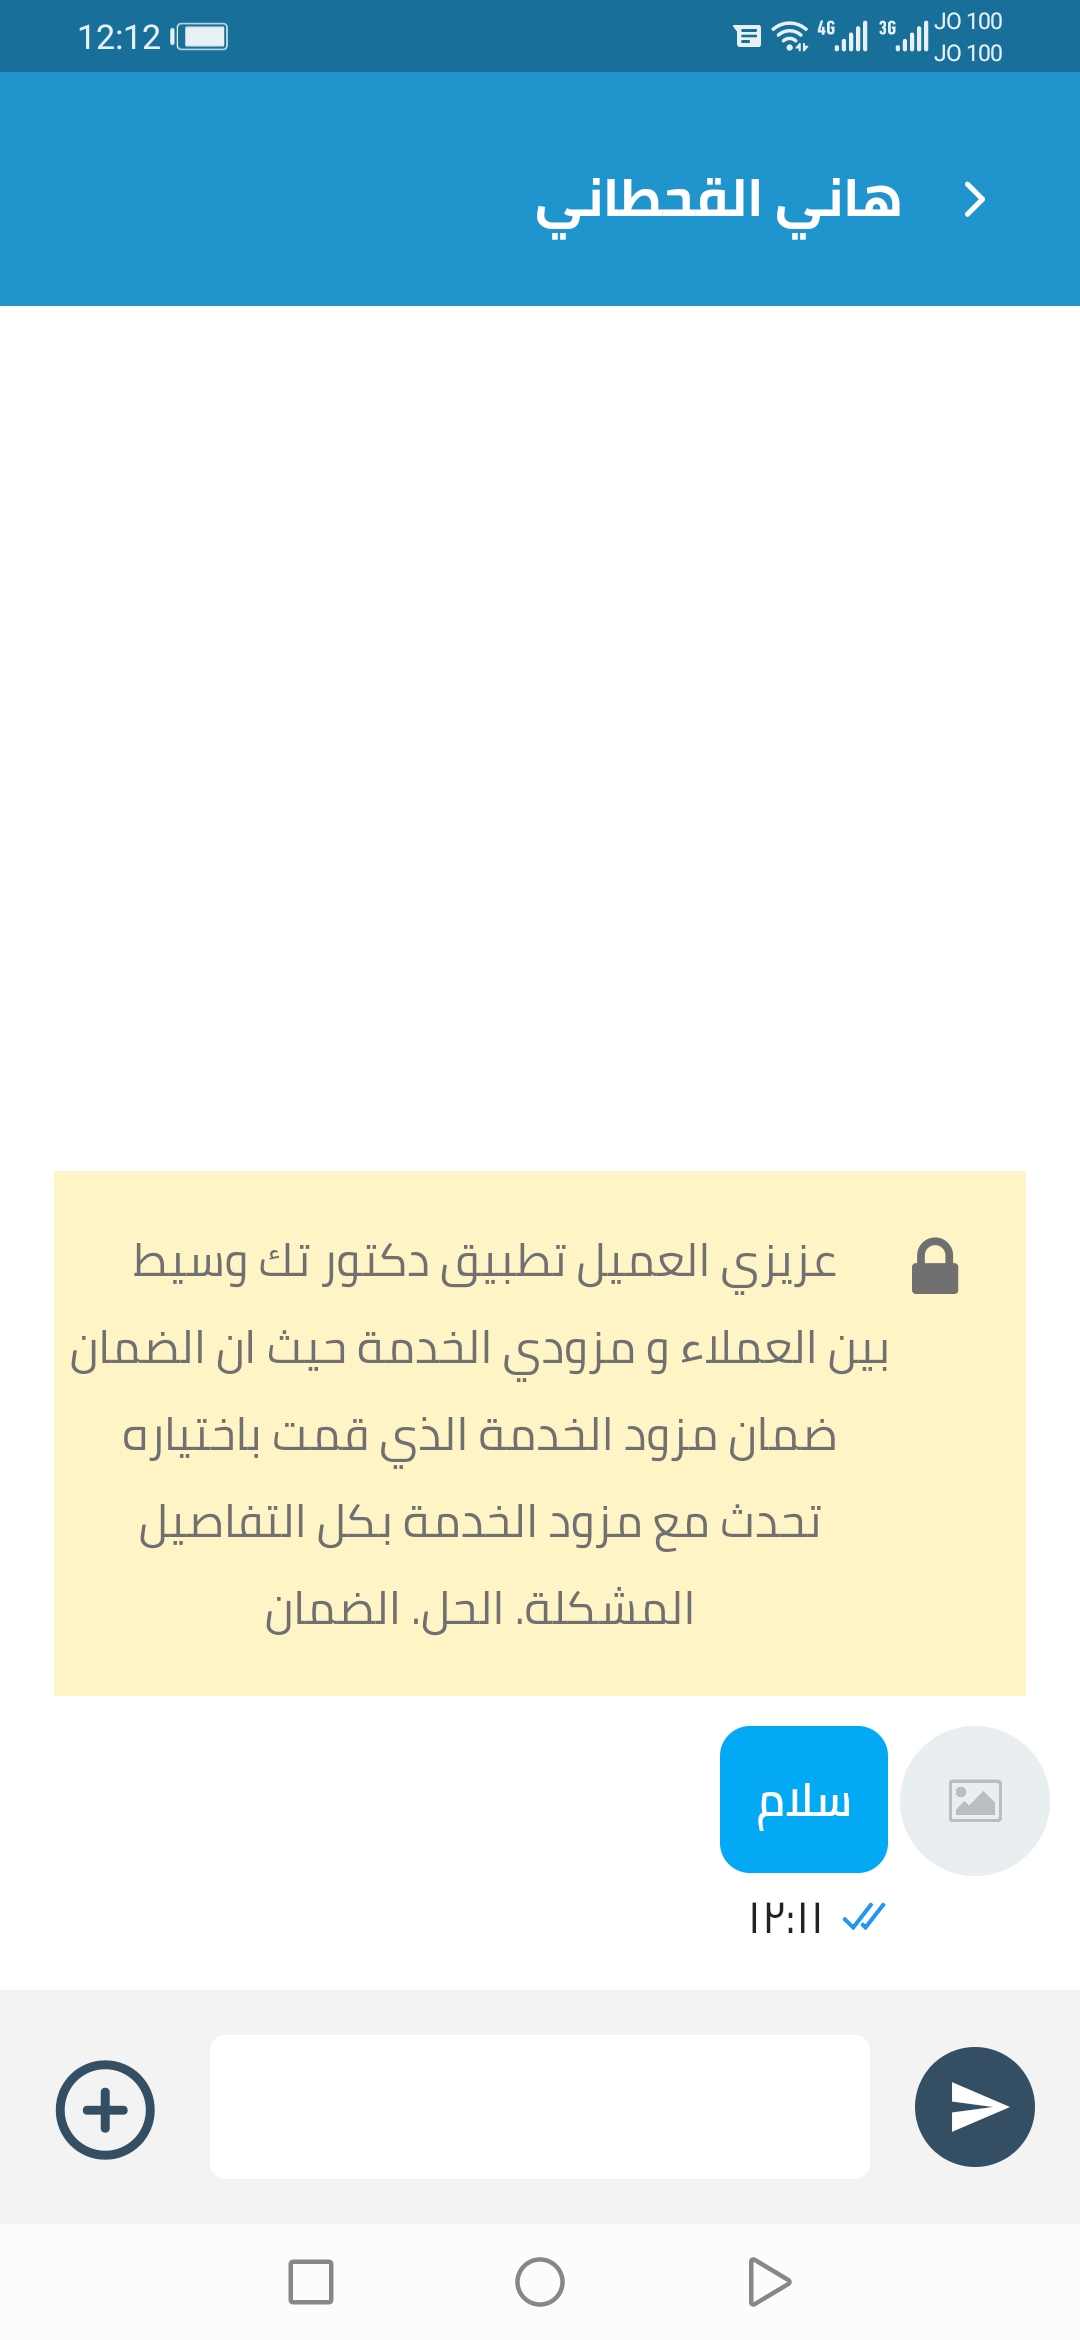 12:12
4G 3G JO 100
JO 100
هاني القحطاني
عزيزي العميل تطبيق دكتور تك وسيط
بين العملاء و مزودي الخدمة حيث ان الضمان
ضمان مزود الخدمة الذي قمت باختياره
تحدث مع مزود الخدمة بكل التفاصيل
المشكلة. الحل. الضمان
سلام
١٢:١١